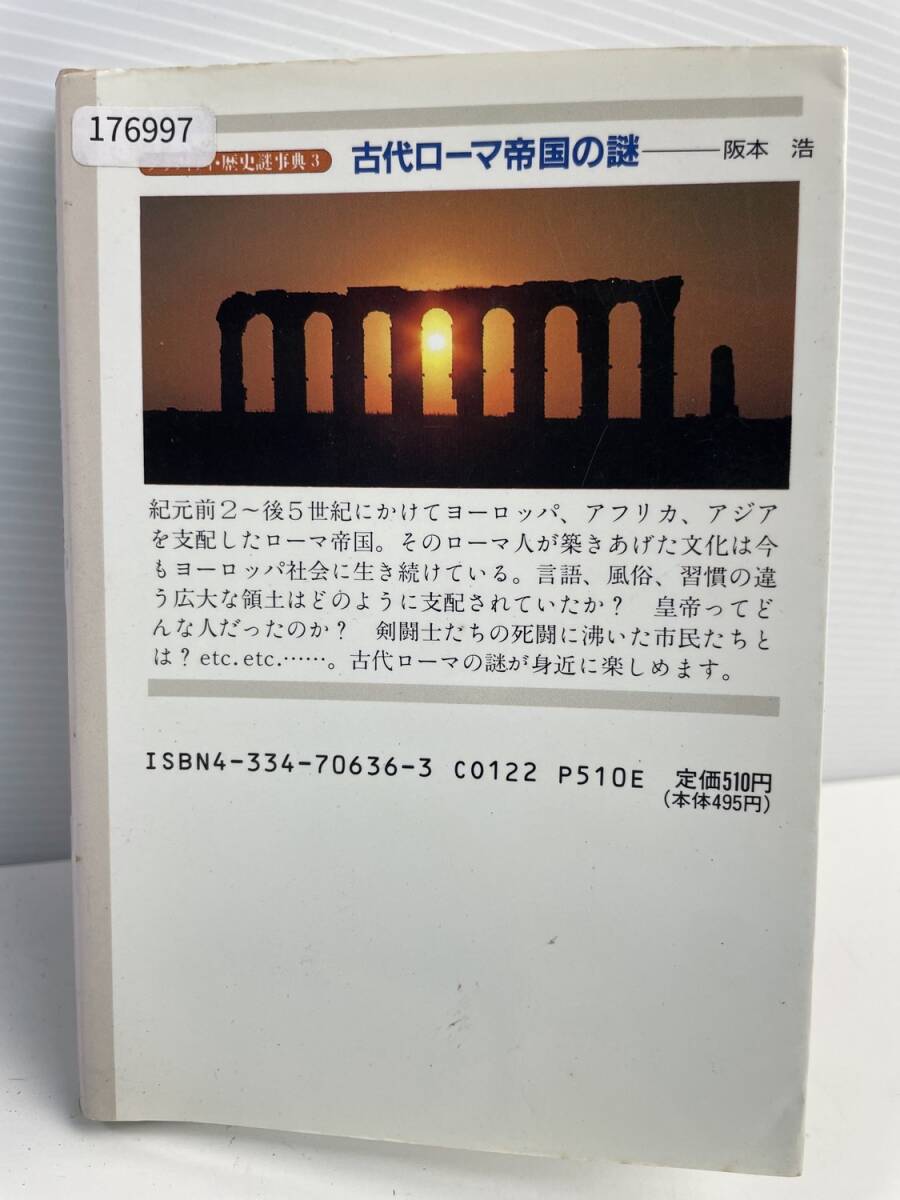 176997
・歴史謎事典3
古代ローマ帝国の謎――阪本 浩
紀元前2～後5世紀にかけてヨーロッパ、アフリカ、アジア
を支配したローマ帝国。そのローマ人が築きあげた文化は今
もヨーロッパ社会に生き続けている。言語、風俗、習慣の違
う広大な領土はどのように支配されていたか？　皇帝ってど
んな人だったのか？　剣闘士たちの死闘に沸いた市民たちと
は？etc.etc.……。古代ローマの謎が身近に楽しめます。
ISBN4-334-70636-3 C0122 P510E 定価510円
（本体495円）